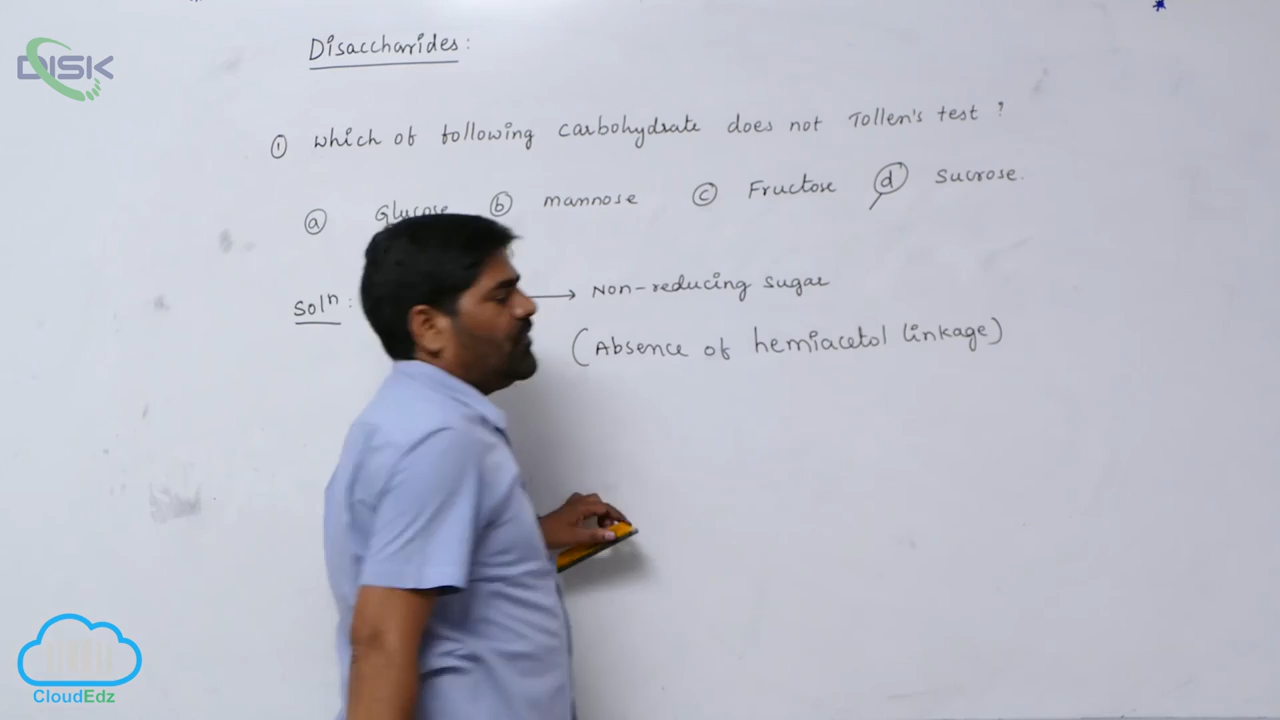 DISK
Disaccharides:
① which of following carbohydrate does not Tollen's test ?
ⓐ Glucose ⓑ mannose ⓒ Fructose ⓓ Sucrose.
Solⁿ: → Non-reducing sugar
(Absence of hemiacetol linkage)
CloudEdz